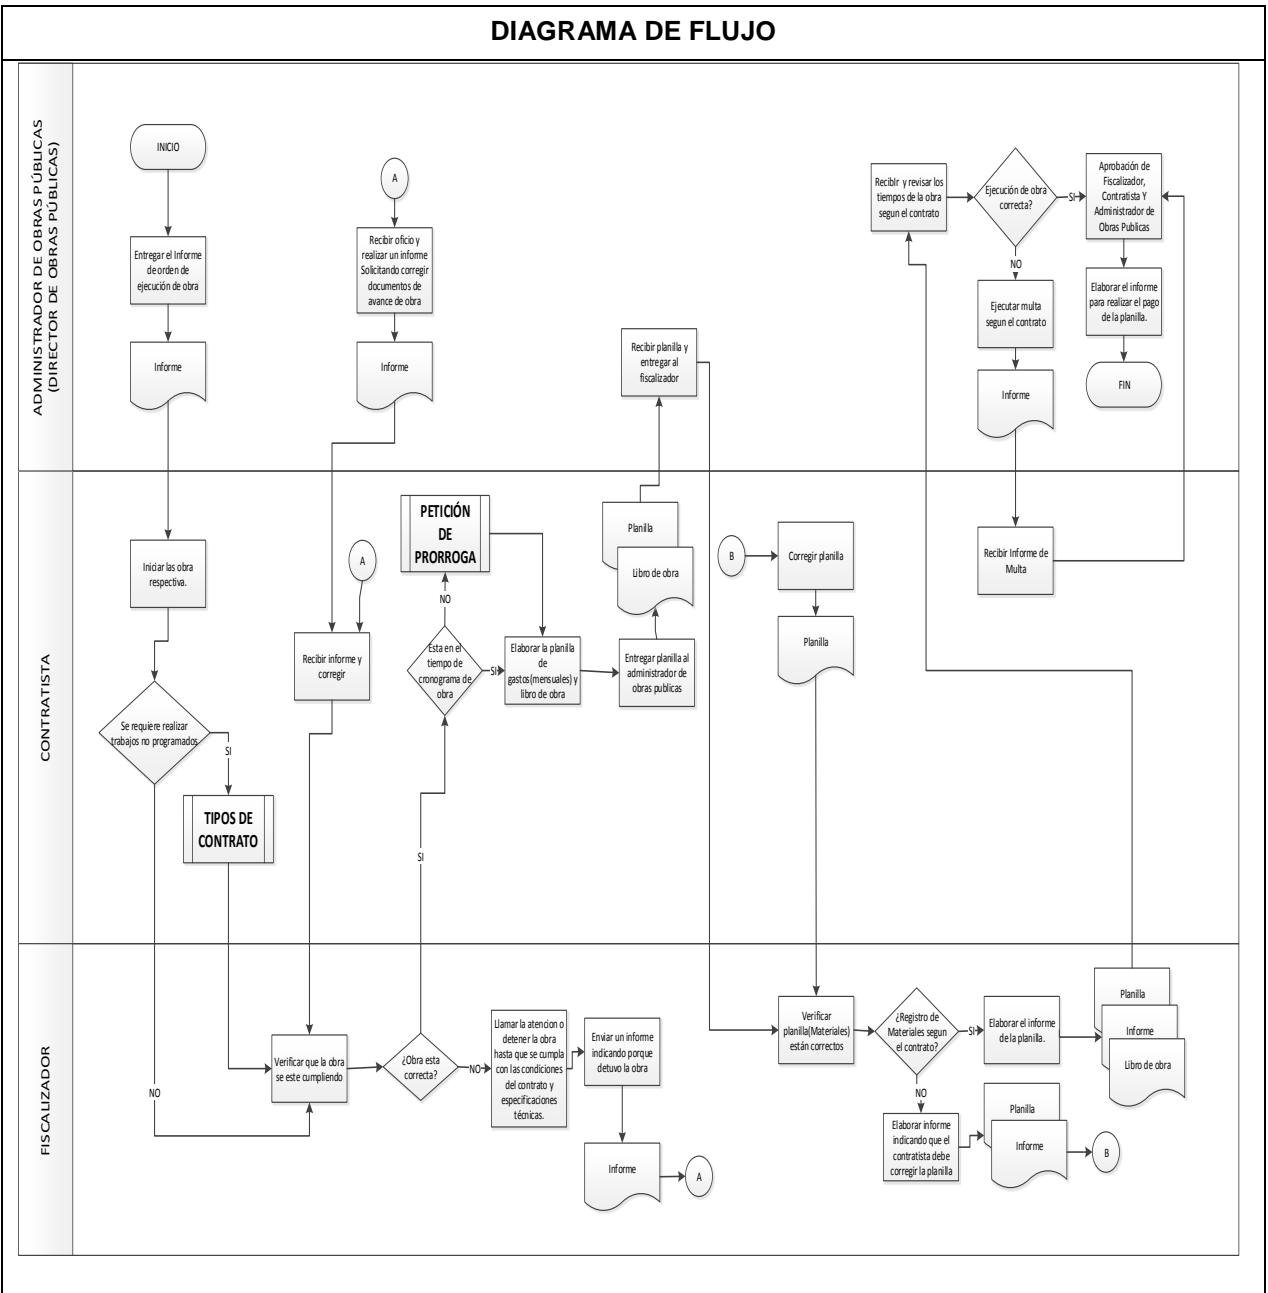 DIAGRAMA DE FLUJO
ADMINISTRADOR DE OBRAS PÚBLICAS
(DIRECTOR DE OBRAS PÚBLICAS)
INICIO
Entregar el Informe
de orden de
ejecución de obra
Informe
A
Recibir oficio y
realizar un informe
Solicitando corregir
documentos de
avance de obra
Informe
Recibir planilla y
entregar al
fiscalizador
Recibir y revisar los
tiempos de la obra
segun el contrato
Ejecución de obra
correcta?
SI
NO
Aprobación de
Fiscalizador,
Contratista Y
Administrador de
Obras Publicas
Ejecutar multa
segun el contrato
Informe
Elaborar el informe
para realizar el pago
de la planilla.
FIN
CONTRATISTA
Iniciar las obra
respectiva.
Se requiere realizar
trabajos no programados
SI
NO
TIPOS DE
CONTRATO
A
Recibir informe y
corregir
PETICIÓN
DE
PRORROGA
NO
Esta en el
tiempo de
cronograma de
obra
SI
SI
Elaborar la planilla
de
gastos(mensuales) y
libro de obra
Entregar planilla al
administrador de
obras publicas
Planilla
Libro de obra
B
Corregir planilla
Planilla
Recibir Informe de
Multa
FISCALIZADOR
Verificar que la obra
se este cumpliendo
¿Obra esta
correcta?
NO
Llamar la atencion o
detener la obra
hasta que se cumpla
con las condiciones
del contrato y
especificaciones
técnicas.
Enviar un informe
indicando porque
detuvo la obra
Informe
A
Verificar
planilla(Materiales)
están correctos
¿Registro de
Materiales segun
el contrato?
SI
NO
Elaborar el informe
de la planilla.
Planilla
Informe
Libro de obra
Elaborar informe
indicando que el
contratista debe
corregir la planilla
Planilla
Informe
B